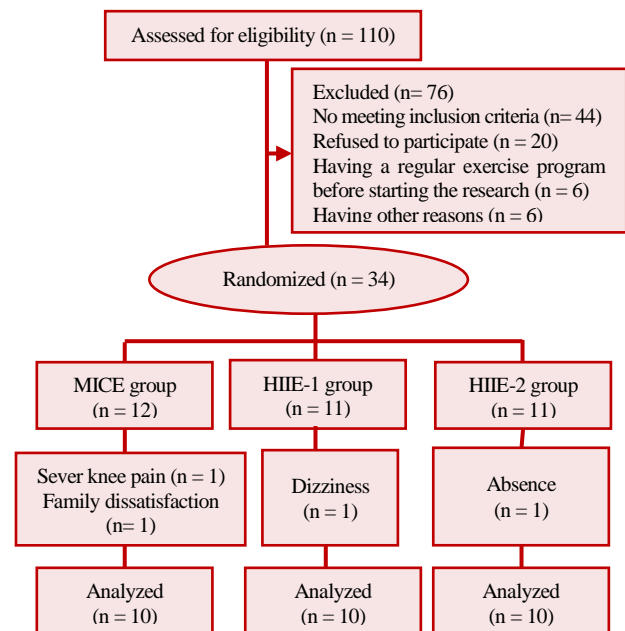 Assessed for eligibility (n = 110)
Excluded (n= 76)
No meeting inclusion criteria (n= 44)
Refused to participate (n = 20)
Having a regular exercise program
before starting the research (n = 6)
Having other reasons (n = 6)
Randomized (n = 34)
MICE group
(n = 12)
HIIE-1 group
(n = 11)
HIIE-2 group
(n = 11)
Sever knee pain (n = 1)
Family dissatisfaction
(n= 1)
Dizziness
(n = 1)
Absence
(n = 1)
Analyzed
(n = 10)
Analyzed
(n = 10)
Analyzed
(n = 10)